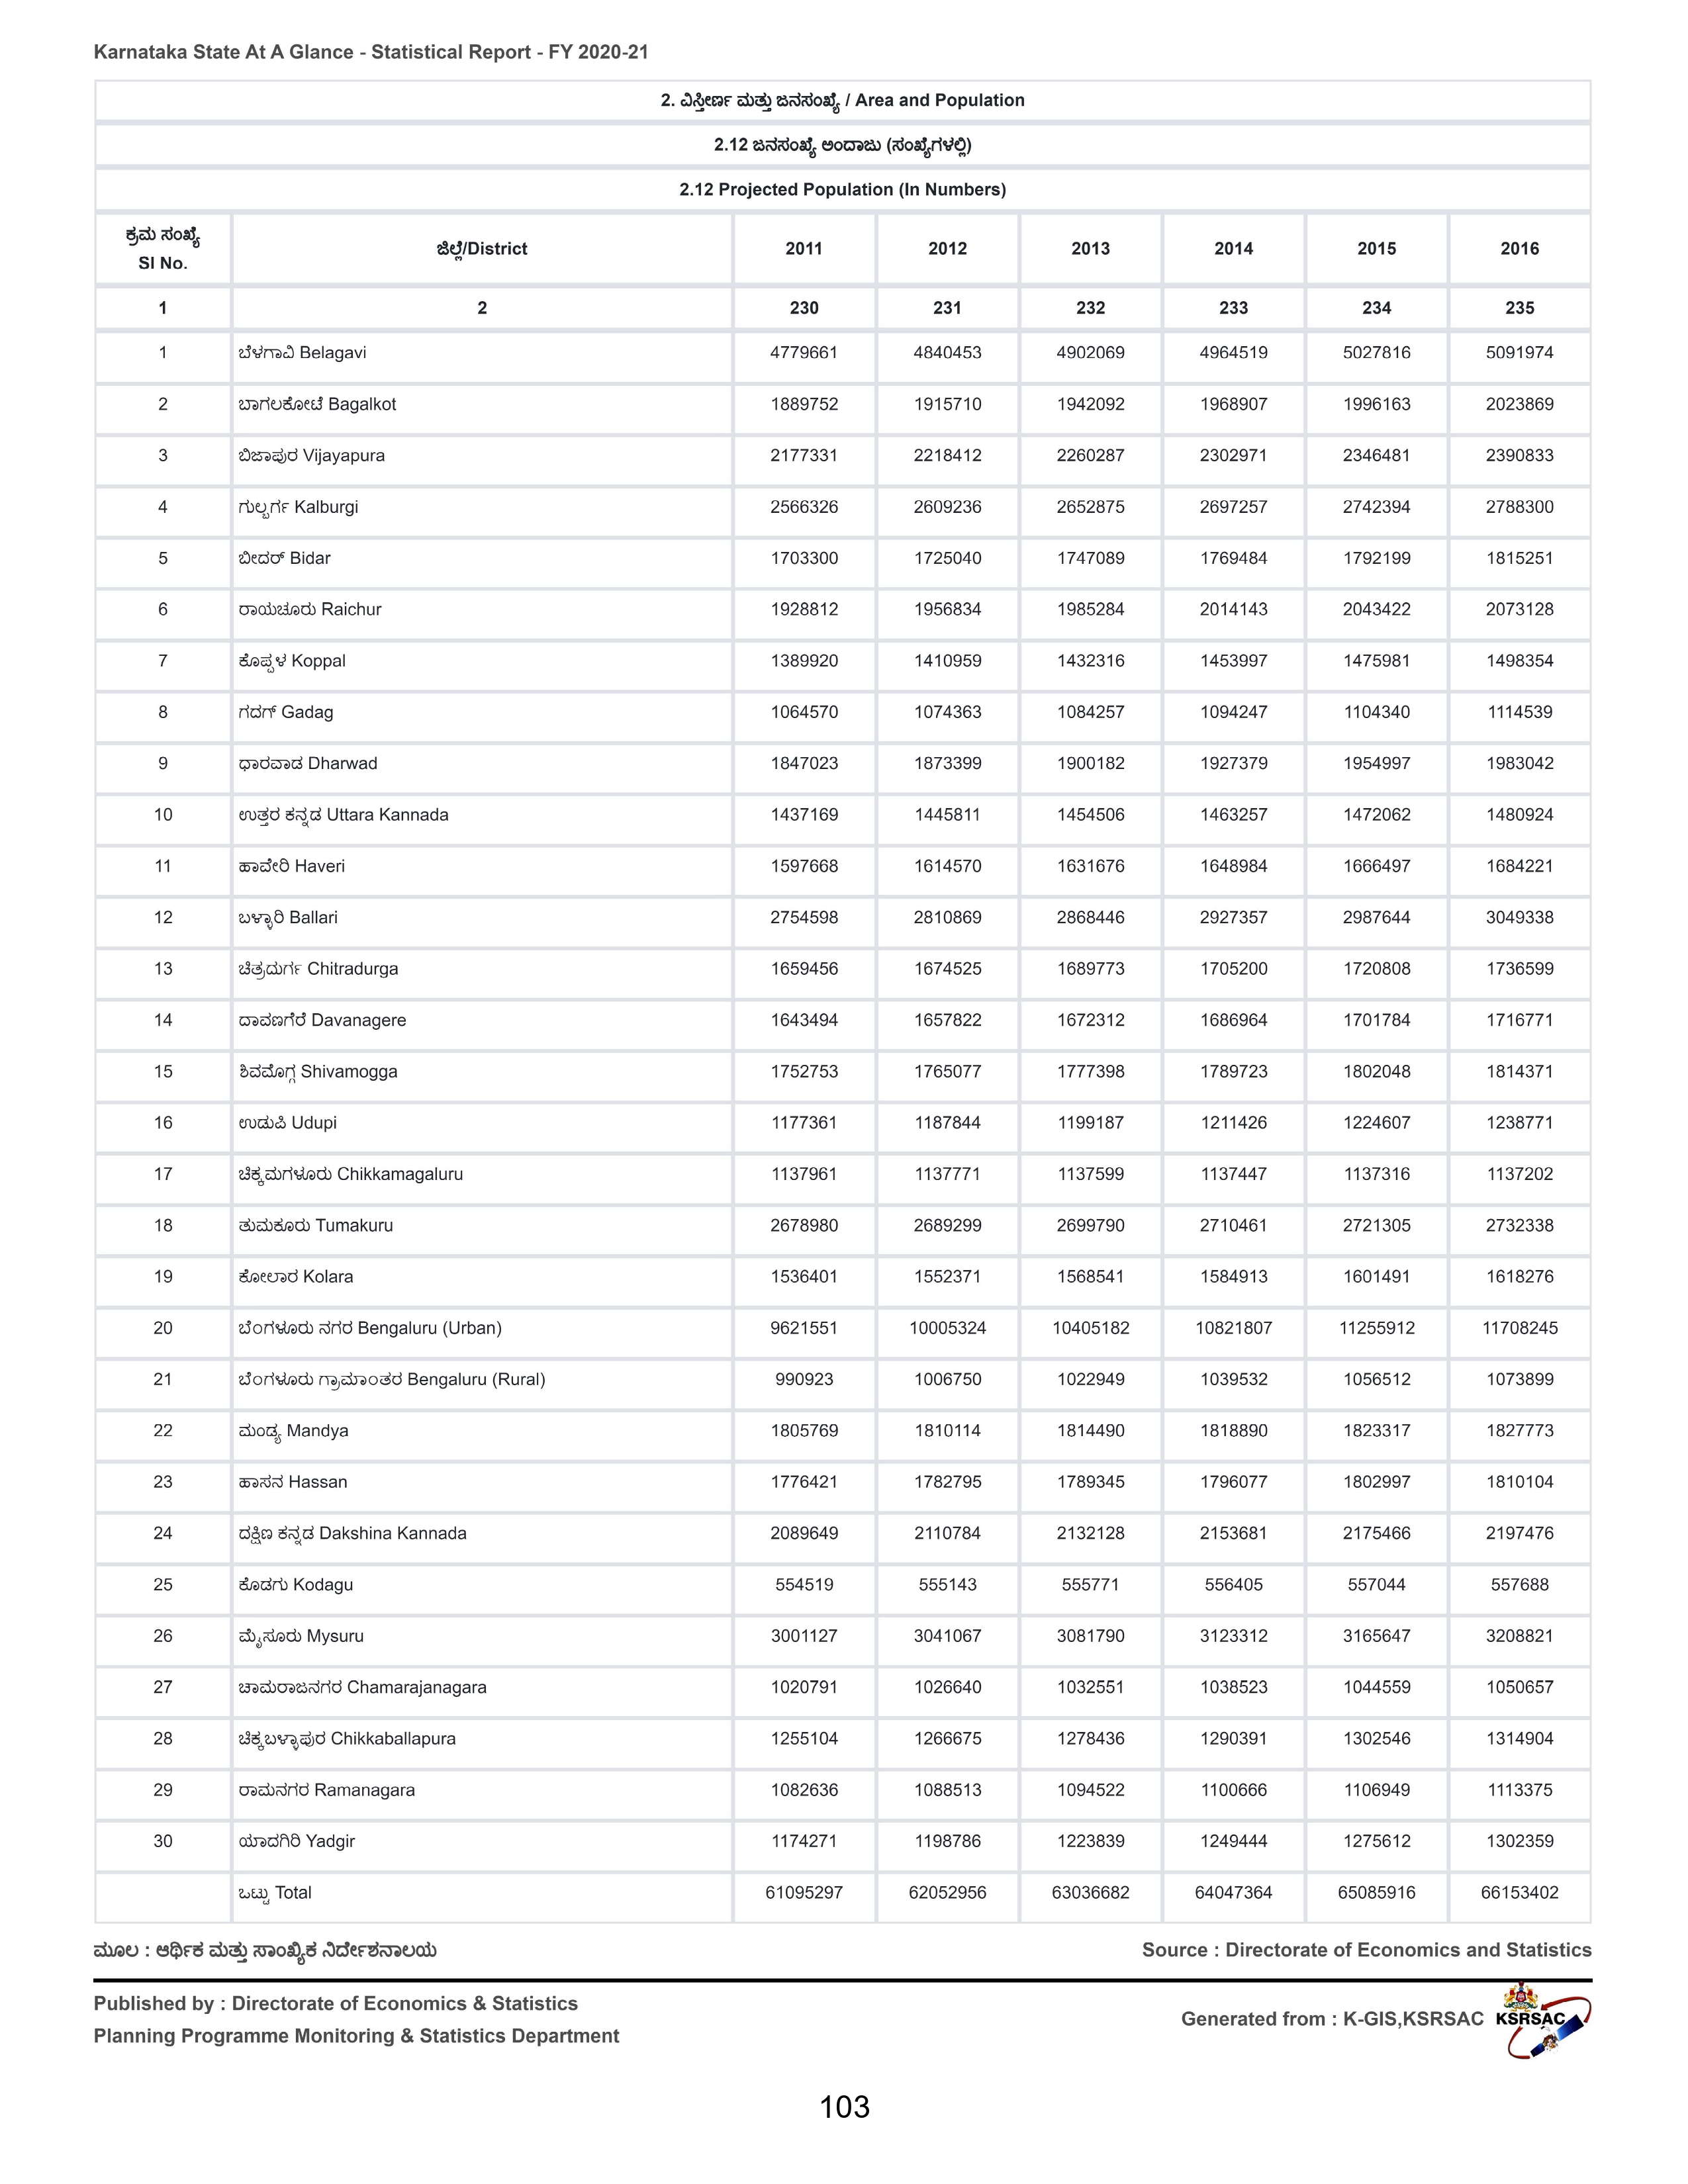 Karnataka State At A Glance - Statistical Report - FY 2020-21
2. ವಿಸ್ತೀರ್ಣ ಮತ್ತು ಜನಸಂಖ್ಯೆ / Area and Population
2.12 ಜನಸಂಖ್ಯೆ ಅಂದಾಜು (ಸಂಖ್ಯೆಗಳಲ್ಲಿ)
2.12 Projected Population (In Numbers)
ಕ್ರಮ ಸಂಖ್ಯೆ SI No. ಜಿಲ್ಲೆ/District 2011 2012 2013 2014 2015 2016
1 2 230 231 232 233 234 235
1 ಬೆಳಗಾವಿ Belagavi 4779661 4840453 4902069 4964519 5027816 5091974
2 ಬಾಗಲಕೋಟೆ Bagalkot 1889752 1915710 1942092 1968907 1996163 2023869
3 ಬಿಜಾಪುರ Vijayapura 2177331 2218412 2260287 2302971 2346481 2390833
4 ಗುಲ್ಬರ್ಗ Kalburgi 2566326 2609236 2652875 2697257 2742394 2788300
5 ಬೀದರ್ Bidar 1703300 1725040 1747089 1769484 1792199 1815251
6 ರಾಯಚೂರು Raichur 1928812 1956834 1985284 2014143 2043422 2073128
7 ಕೊಪ್ಪಳ Koppal 1389920 1410959 1432316 1453997 1475981 1498354
8 ಗದಗ್ Gadag 1064570 1074363 1084257 1094247 1104340 1114539
9 ಧಾರವಾಡ Dharwad 1847023 1873399 1900182 1927379 1954997 1983042
10 ಉತ್ತರ ಕನ್ನಡ Uttara Kannada 1437169 1445811 1454506 1463257 1472062 1480924
11 ಹಾವೇರಿ Haveri 1597668 1614570 1631676 1648984 1666497 1684221
12 ಬಳ್ಳಾರಿ Ballari 2754598 2810869 2868446 2927357 2987644 3049338
13 ಚಿತ್ರದುರ್ಗ Chitradurga 1659456 1674525 1689773 1705200 1720808 1736599
14 ದಾವಣಗೆರೆ Davanagere 1643494 1657822 1672312 1686964 1701784 1716771
15 ಶಿವಮೊಗ್ಗ Shivamogga 1752753 1765077 1777398 1789723 1802048 1814371
16 ಉಡುಪಿ Udupi 1177361 1187844 1199187 1211426 1224607 1238771
17 ಚಿಕ್ಕಮಗಳೂರು Chikkamagaluru 1137961 1137771 1137599 1137447 1137316 1137202
18 ತುಮಕೂರು Tumakuru 2678980 2689299 2699790 2710461 2721305 2732338
19 ಕೋಲಾರ Kolara 1536401 1552371 1568541 1584913 1601491 1618276
20 ಬೆಂಗಳೂರು ನಗರ Bengaluru (Urban) 9621551 10005324 10405182 10821807 11255912 11708245
21 ಬೆಂಗಳೂರು ಗ್ರಾಮಾಂತರ Bengaluru (Rural) 990923 1006750 1022949 1039532 1056512 1073899
22 ಮಂಡ್ಯ Mandya 1805769 1810114 1814490 1818890 1823317 1827773
23 ಹಾಸನ Hassan 1776421 1782795 1789345 1796077 1802997 1810104
24 ದಕ್ಷಿಣ ಕನ್ನಡ Dakshina Kannada 2089649 2110784 2132128 2153681 2175466 2197476
25 ಕೊಡಗು Kodagu 554519 555143 555771 556405 557044 557688
26 ಮೈಸೂರು Mysuru 3001127 3041067 3081790 3123312 3165647 3208821
27 ಚಾಮರಾಜನಗರ Chamarajanagara 1020791 1026640 1032551 1038523 1044559 1050657
28 ಚಿಕ್ಕಬಳ್ಳಾಪುರ Chikkaballapura 1255104 1266675 1278436 1290391 1302546 1314904
29 ರಾಮನಗರ Ramanagara 1082636 1088513 1094522 1100666 1106949 1113375
30 ಯಾದಗಿರಿ Yadgir 1174271 1198786 1223839 1249444 1275612 1302359
ಒಟ್ಟು Total 61095297 62052956 63036682 64047364 65085916 66153402
ಮೂಲ : ಆರ್ಥಿಕ ಮತ್ತು ಸಾಂಖ್ಯಿಕ ನಿರ್ದೇಶನಾಲಯ Source : Directorate of Economics and Statistics
Published by : Directorate of Economics & Statistics
Planning Programme Monitoring & Statistics Department
Generated from : K-GIS,KSRSAC KSRSAC
103